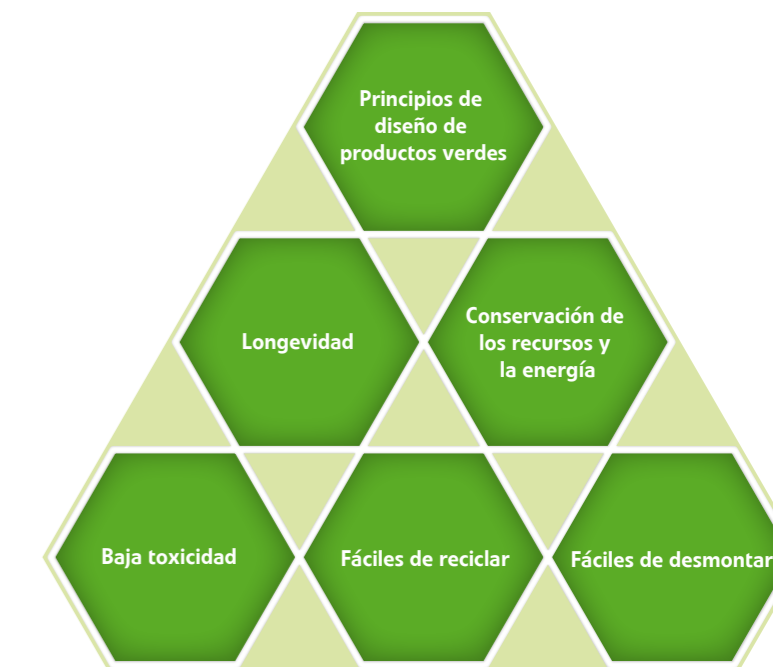 Principios de
diseño de
productos verdes
Longevidad
Conservación de
los recursos y
la energía
Baja toxicidad
Fáciles de reciclar
Fáciles de desmontar